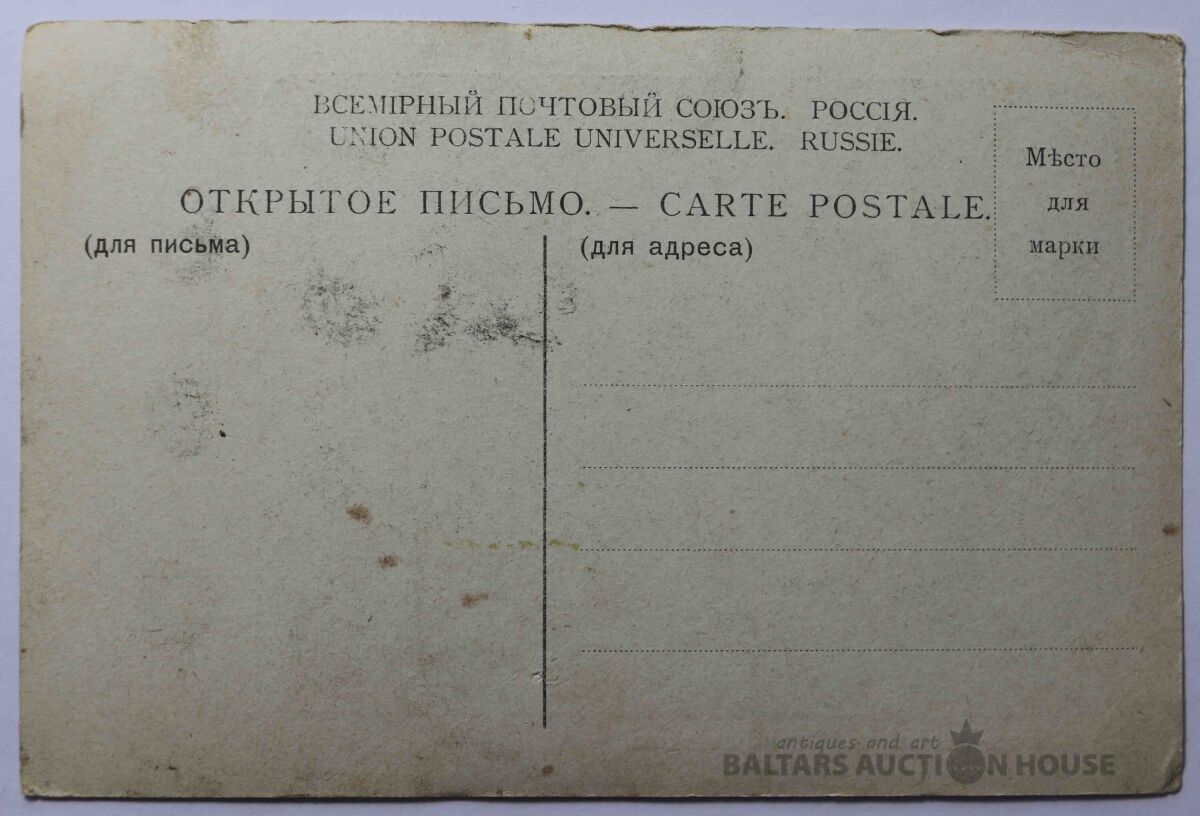 ВСЕМІРНЫЙ ПОЧТОВЫЙ СОЮЗЪ. РОССІЯ.
UNION POSTALE UNIVERSELLE. RUSSIE.
ОТКРЫТОЕ ПИСЬМО. — CARTE POSTALE.
Мѣсто
для
марки
(для письма)
(для адреса)
antiques and art
BALTARS AUCTION HOUSE